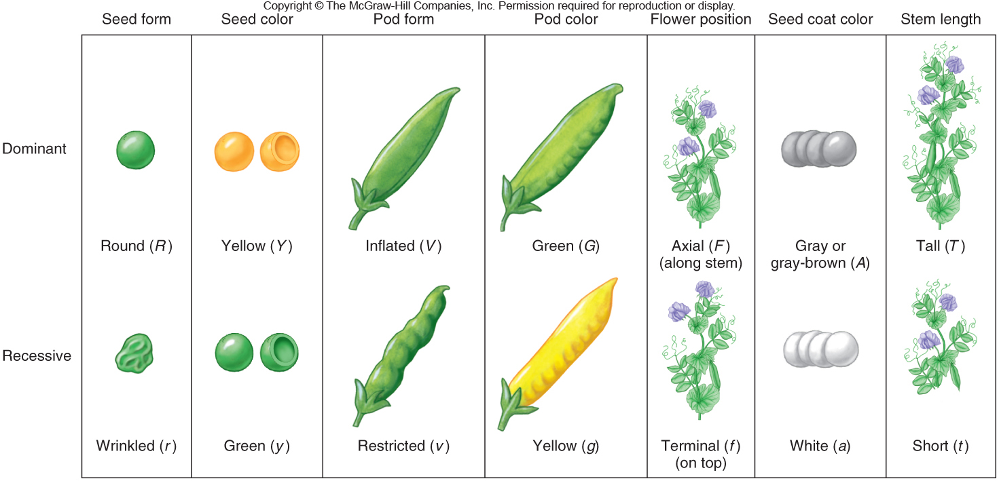 Copyright © The McGraw-Hill Companies, Inc. Permission required for reproduction or display.
Seed form
Seed color
Pod form
Pod color
Flower position
Seed coat color
Stem length
Dominant
Round (R)
Yellow (Y)
Inflated (V)
Green (G)
Axial (F)
(along stem)
Gray or
gray-brown (A)
Tall (T)
Recessive
Wrinkled (r)
Green (y)
Restricted (v)
Yellow (g)
Terminal (f)
(on top)
White (a)
Short (t)